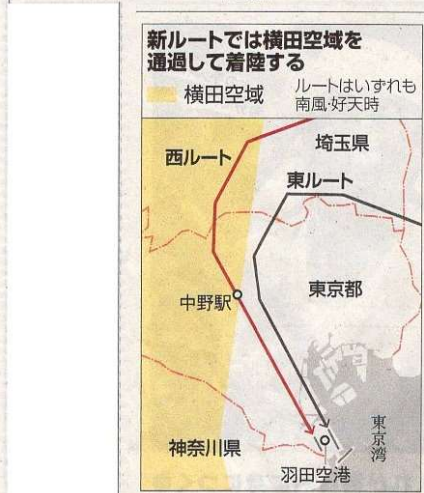 新ルートでは横田空域を
通過して着陸する
横田空域
ルートはいずれも
南風・好天時
西ルート
埼玉県
東ルート
中野駅
東京都
東京湾
神奈川県
羽田空港